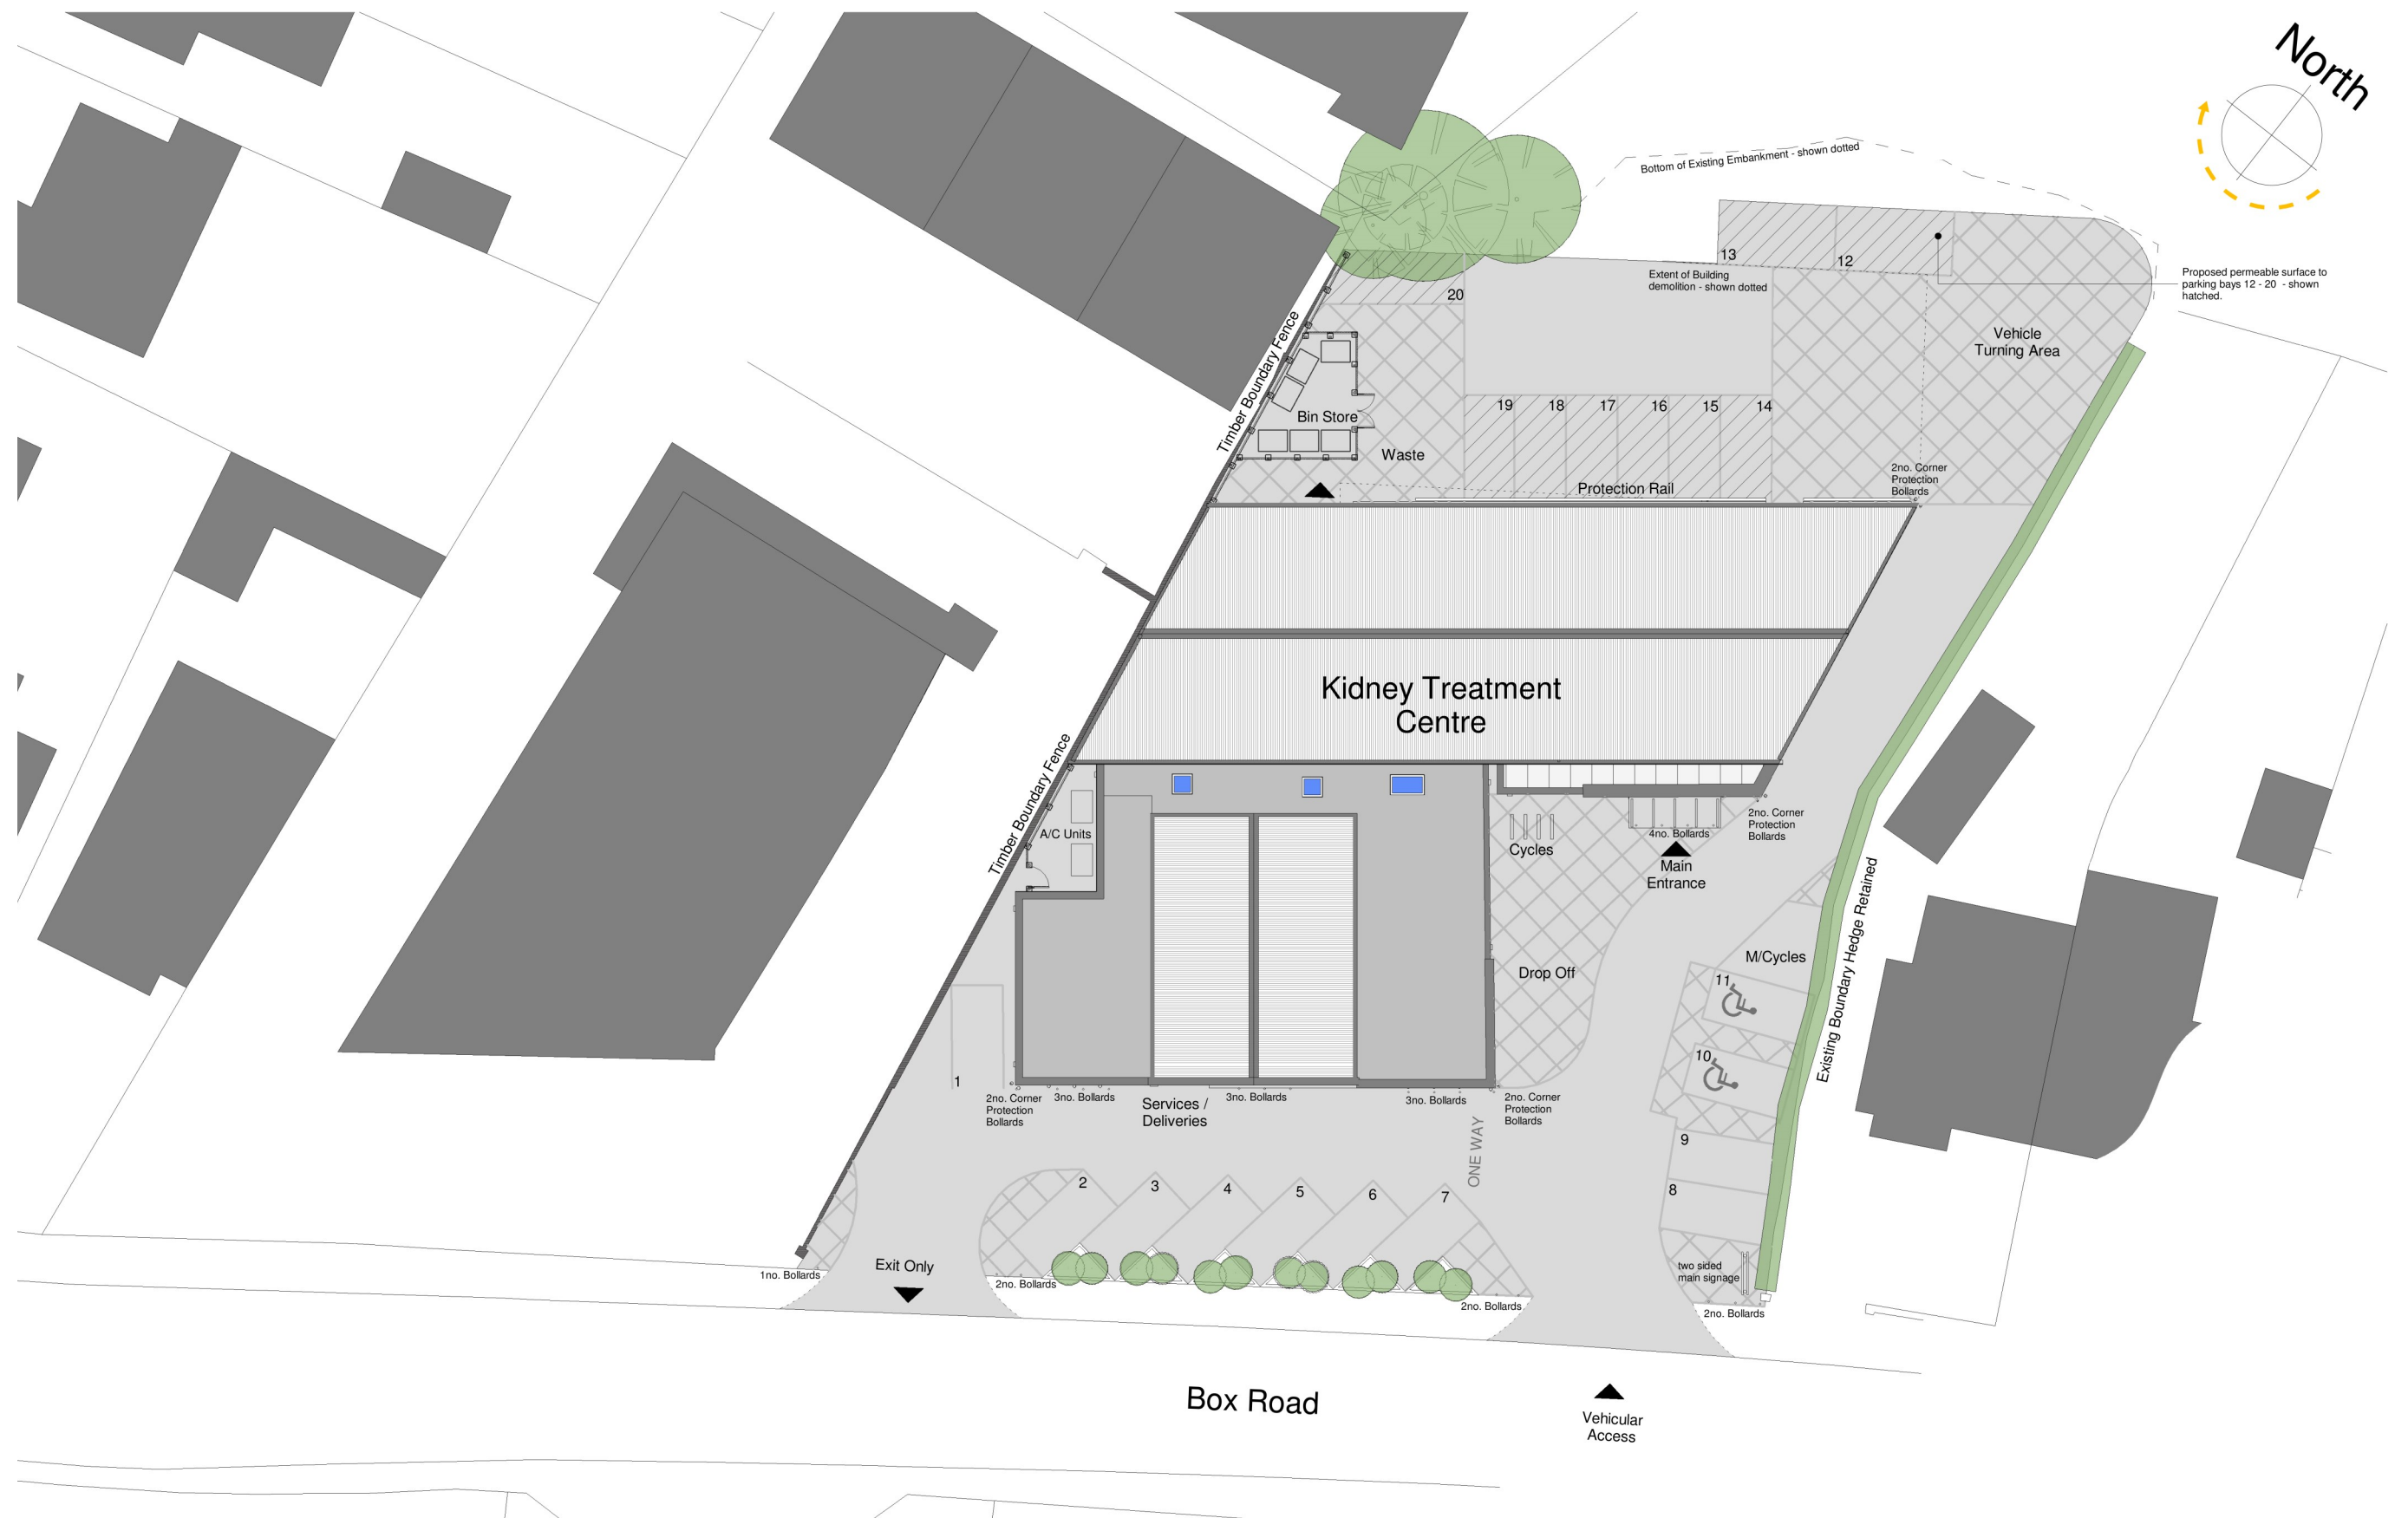 North
Bottom of Existing Embankment - shown dotted
13
12
Extent of Building
demolition - shown dotted
Proposed permeable surface to
parking bays 12 - 20 - shown
hatched.
20
Vehicle
Turning Area
Timber Boundary Fence
Bin Store
19
18
17
16
15
14
Waste
Protection Rail
2no. Corner
Protection
Bollards
Kidney Treatment
Centre
Timber Boundary Fence
A/C Units
Cycles
4no. Bollards
Main
Entrance
2no. Corner
Protection
Bollards
Existing Boundary Hedge Retained
M/Cycles
Drop Off
11
10
1
2no. Corner
Protection
Bollards
3no. Bollards
Services /
Deliveries
3no. Bollards
3no. Bollards
2no. Corner
Protection
Bollards
ONE WAY
9
8
2
3
4
5
6
7
Exit Only
1no. Bollards
2no. Bollards
2no. Bollards
two sided
main signage
2no. Bollards
Box Road
Vehicular
Access